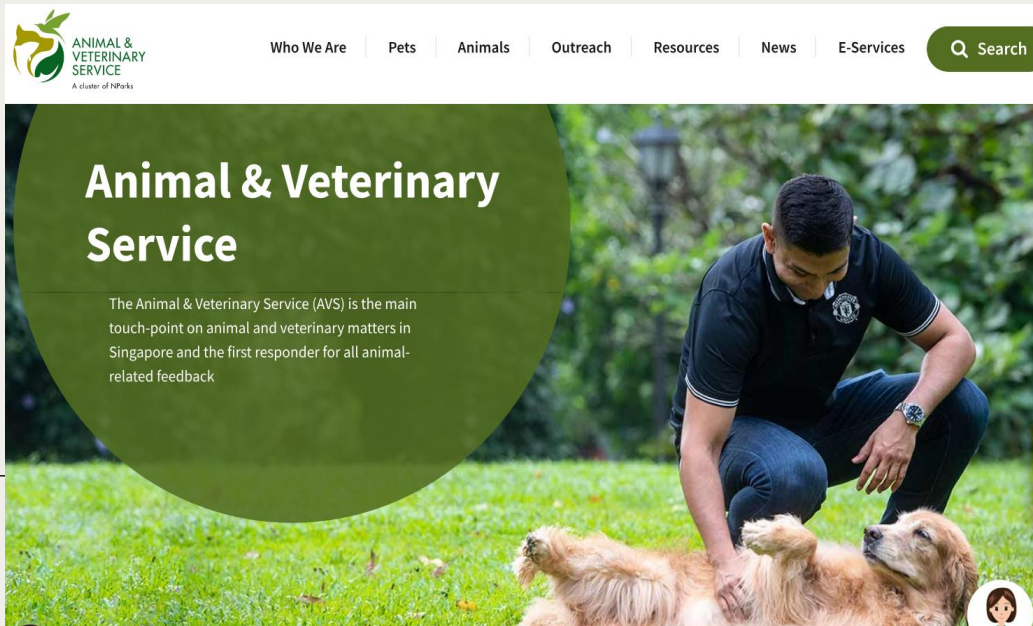 ANIMAL &
VETERINARY
SERVICE
A cluster of NParks
Who We Are
Pets
Animals
Outreach
Resources
News
E-Services
Search
Animal & Veterinary
Service
The Animal & Veterinary Service (AVS) is the main
touch-point on animal and veterinary matters in
Singapore and the first responder for all animal-
related feedback